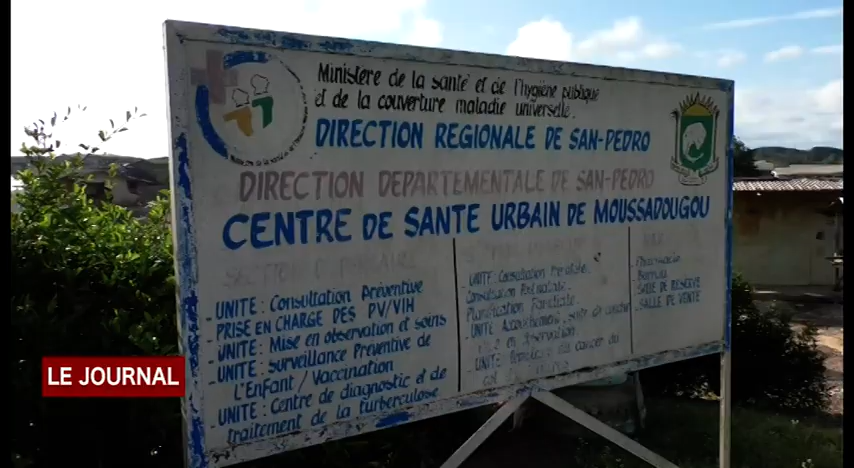 Ministère de la santé et de l'hygiène publique
et de la couverture maladie universelle.
DIRECTION REGIONALE DE SAN-PEDRO
DIRECTION DEPARTEMENTALE DE SAN-PEDRO
CENTRE DE SANTE URBAIN DE MOUSSADOUGOU
SECTION
- UNITE : Consultation Préventive
PRISE EN CHARGE DES PV/VIH
- UNITE : Mise en observation et soins
- UNITE : Surveillance Préventive de
L'Enfant / Vaccination
- UNITE : Centre de diagnostic et de
traitement de la turberculose
- UNITE : Consultation Prénatale.
Consultation Postnatale.
Planification Familiale.
UNITE Accouchement
- UNITE
- Pharmacie
- Bureau
- SALLE DE RESERVE
- SALLE DE VENTE
LE JOURNAL